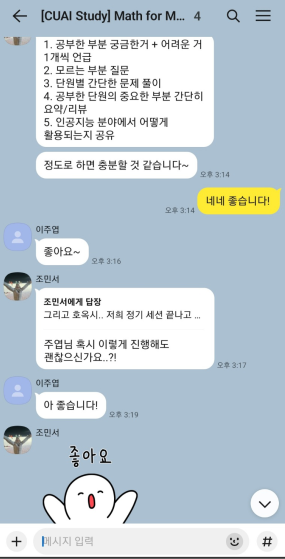 [CUAI Study] Math for M... 4
1. 공부한 부분 궁금한거 + 어려운 거
1개씩 언급
2. 모르는 부분 질문
3. 단원별 간단한 문제 풀이
4. 공부한 단원의 중요한 부분 간단히
요약/리뷰
5. 인공지능 분야에서 어떻게
활용되는지 공유
정도로 하면 충분할 것 같습니다~
오후 3:14
네네 좋습니다!
오후 3:14
이주엽
좋아요~
오후 3:16
조민서
조민서에게 답장
그리고 호옥시.. 저희 정기 세션 끝나고 ...
주엽님 혹시 이렇게 진행해도
괜찮으신가요..?!
오후 3:17
이주엽
아 좋습니다!
오후 3:19
조민서
좋아요
메시지 입력
#